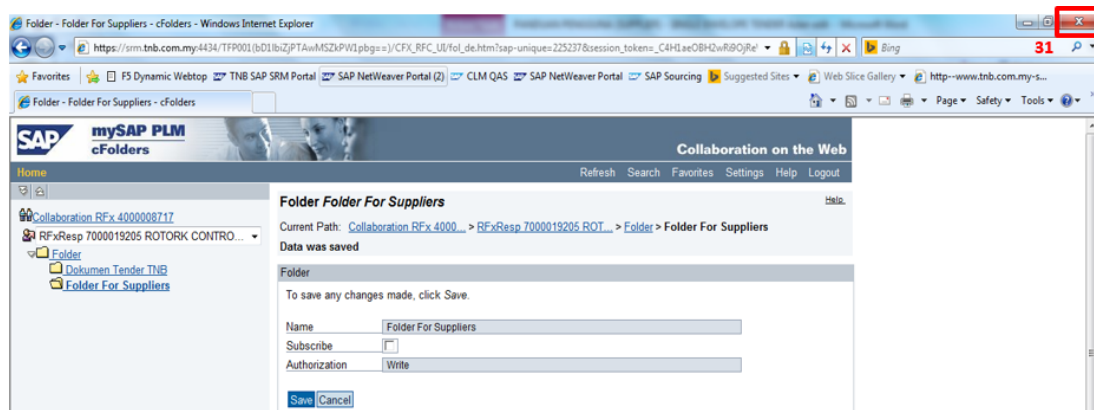 Folder - Folder For Suppliers - cFolders - Windows Internet Explorer
X
https://srm.tnb.com.my:4434/TFP001(bD1lbiZjPTAwMSZkPW1pbg==)/CFX_RFC_UI/fol_de.htm?sap-unique=225237&session_token=_C4H1aeOBH2wRi9OjRe' Bing
31
Favorites F5 Dynamic Webtop TNB SAP SRM Portal SAP NetWeaver Portal (2) CLM QAS SAP NetWeaver Portal SAP Sourcing Suggested Sites Web Slice Gallery http--www.tnb.com.my-s...
Folder - Folder For Suppliers - cFolders Page Safety Tools
SAP mySAP PLM
cFolders Collaboration on the Web
Home Refresh Search Favorites Settings Help Logout
Folder Folder For Suppliers Help
Collaboration RFx 4000008717
Current Path: Collaboration RFx 4000... > RFxResp 7000019205 ROT... > Folder > Folder For Suppliers
RFxResp 7000019205 ROTORK CONTRO...
Data was saved
Folder
Dokumen Tender TNB
Folder For Suppliers
Folder
To save any changes made, click Save.
Name Folder For Suppliers
Subscribe
Authorization Write
Save Cancel